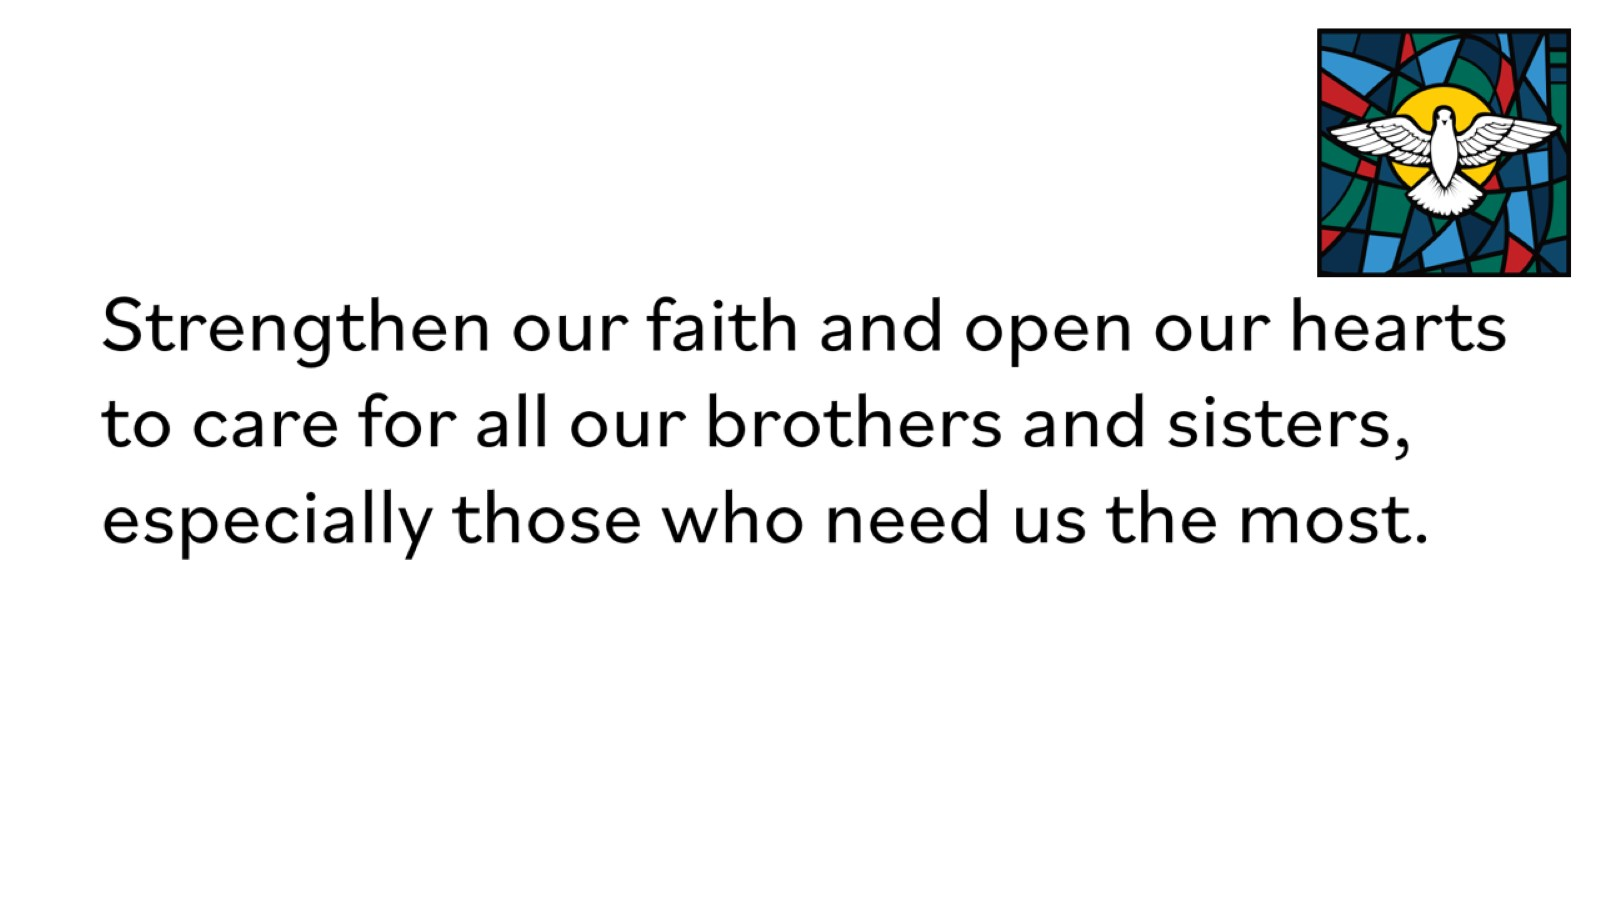 Strengthen our faith and open our hearts
to care for all our brothers and sisters,
especially those who need us the most.